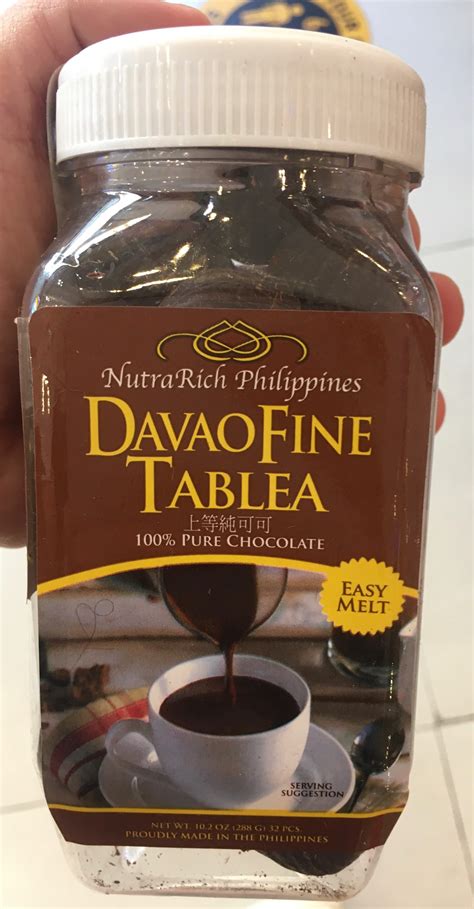 NutraRich Philippines
DAVAOFINE
TABLEA
上等純可可
100% PURE CHOCOLATE
EASY
MELT
SERVING
SUGGESTION
NET WT. 10.2 OZ (288 G) 32 PCS.
PROUDLY MADE IN THE PHILIPPINES